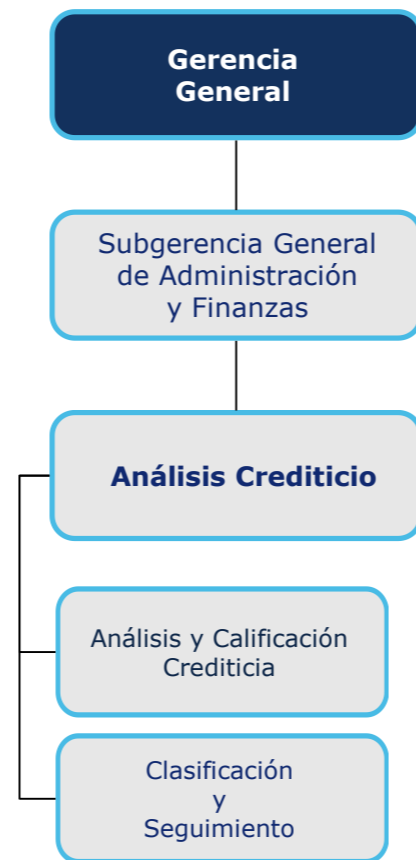 Gerencia
General
Subgerencia General
de Administración
y Finanzas
Análisis Crediticio
Análisis y Calificación
Crediticia
Clasificación
y
Seguimiento